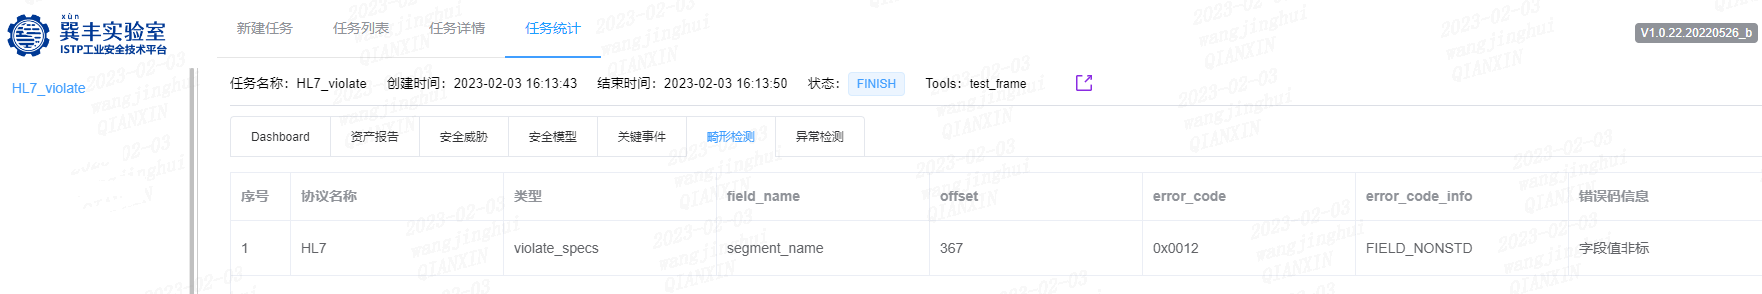 xùn
巽丰实验室
ISTP工业安全技术平台
新建任务 任务列表 任务详情 任务统计
V1.0.22.20220526_b
HL7_violate
任务名称：HL7_violate 创建时间：2023-02-03 16:13:43 结束时间：2023-02-03 16:13:50 状态： FINISH Tools：test_frame
Dashboard 资产报告 安全威胁 安全模型 关键事件 畸形检测 异常检测
序号 协议名称 类型 field_name offset error_code error_code_info 错误码信息
1 HL7 violate_specs segment_name 367 0x0012 FIELD_NONSTD 字段值非标
2023-02-03
wangjinghui
QIANXIN